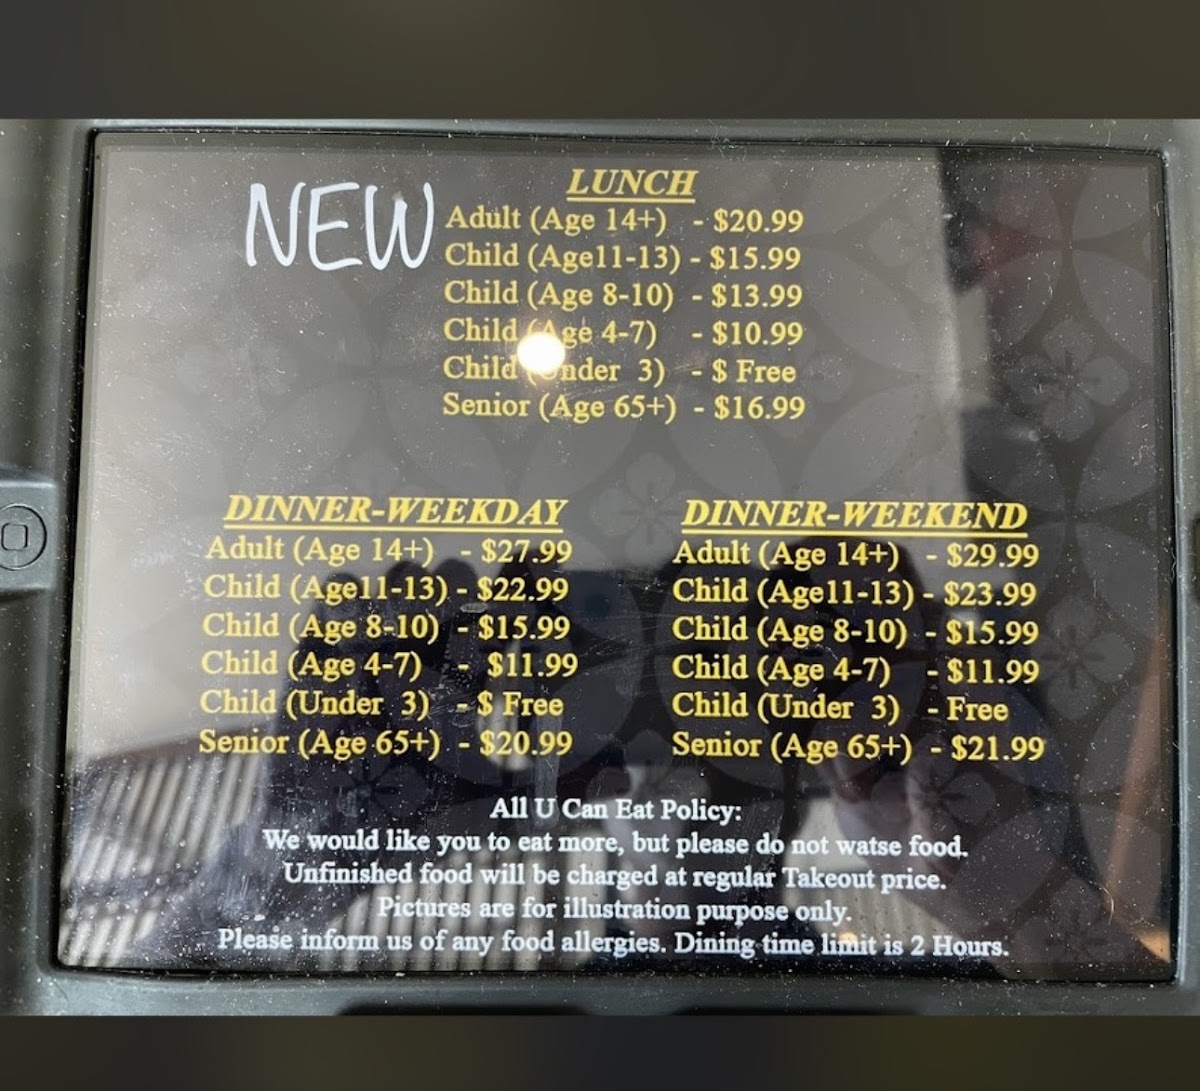 NEW
LUNCH
Adult (Age 14+) - $20.99
Child (Age11-13) - $15.99
Child (Age 8-10) - $13.99
Child (Age 4-7) - $10.99
Child (Under 3) - $ Free
Senior (Age 65+) - $16.99
DINNER-WEEKDAY
Adult (Age 14+) - $27.99
Child (Age11-13) - $22.99
Child (Age 8-10) - $15.99
Child (Age 4-7) - $11.99
Child (Under 3) - $ Free
Senior (Age 65+) - $20.99
DINNER-WEEKEND
Adult (Age 14+) - $29.99
Child (Age11-13) - $23.99
Child (Age 8-10) - $15.99
Child (Age 4-7) - $11.99
Child (Under 3) - Free
Senior (Age 65+) - $21.99
All U Can Eat Policy:
We would like you to eat more, but please do not watse food.
Unfinished food will be charged at regular Takeout price.
Pictures are for illustration purpose only.
Please inform us of any food allergies. Dining time limit is 2 Hours.